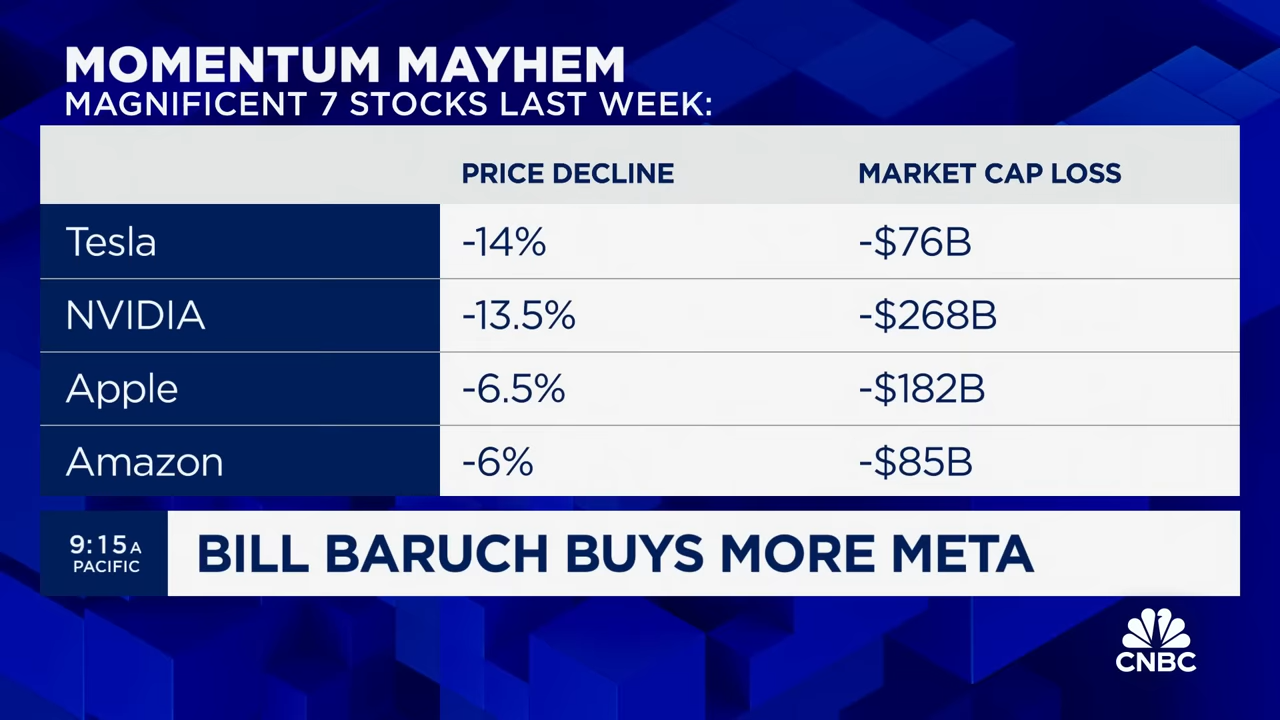 MOMENTUM MAYHEM
MAGNIFICENT 7 STOCKS LAST WEEK:
PRICE DECLINE MARKET CAP LOSS
Tesla -14% -$76B
NVIDIA -13.5% -$268B
Apple -6.5% -$182B
Amazon -6% -$85B
9:15A
PACIFIC
BILL BARUCH BUYS MORE META
CNBC